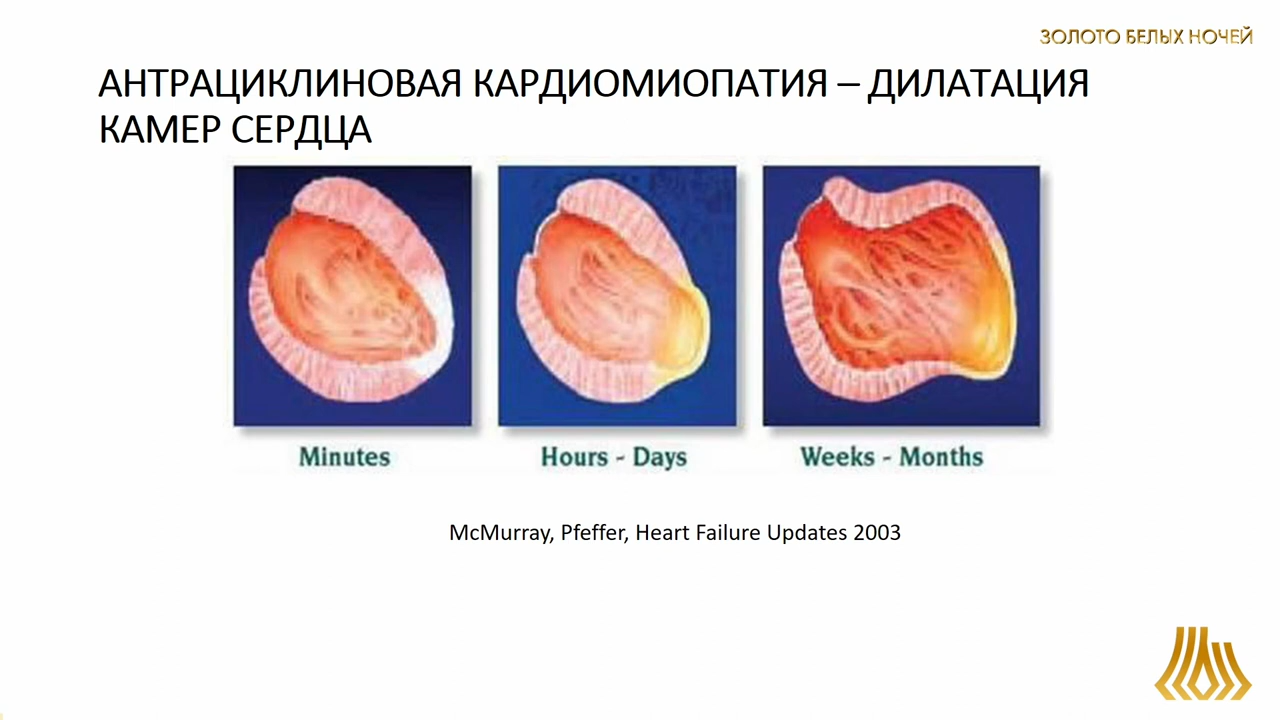 ЗОЛОТО БЕЛЫХ НОЧЕЙ
АНТРАЦИКЛИНОВАЯ КАРДИОМИОПАТИЯ – ДИЛАТАЦИЯ
КАМЕР СЕРДЦА
Minutes
Hours - Days
Weeks - Months
McMurray, Pfeffer, Heart Failure Updates 2003